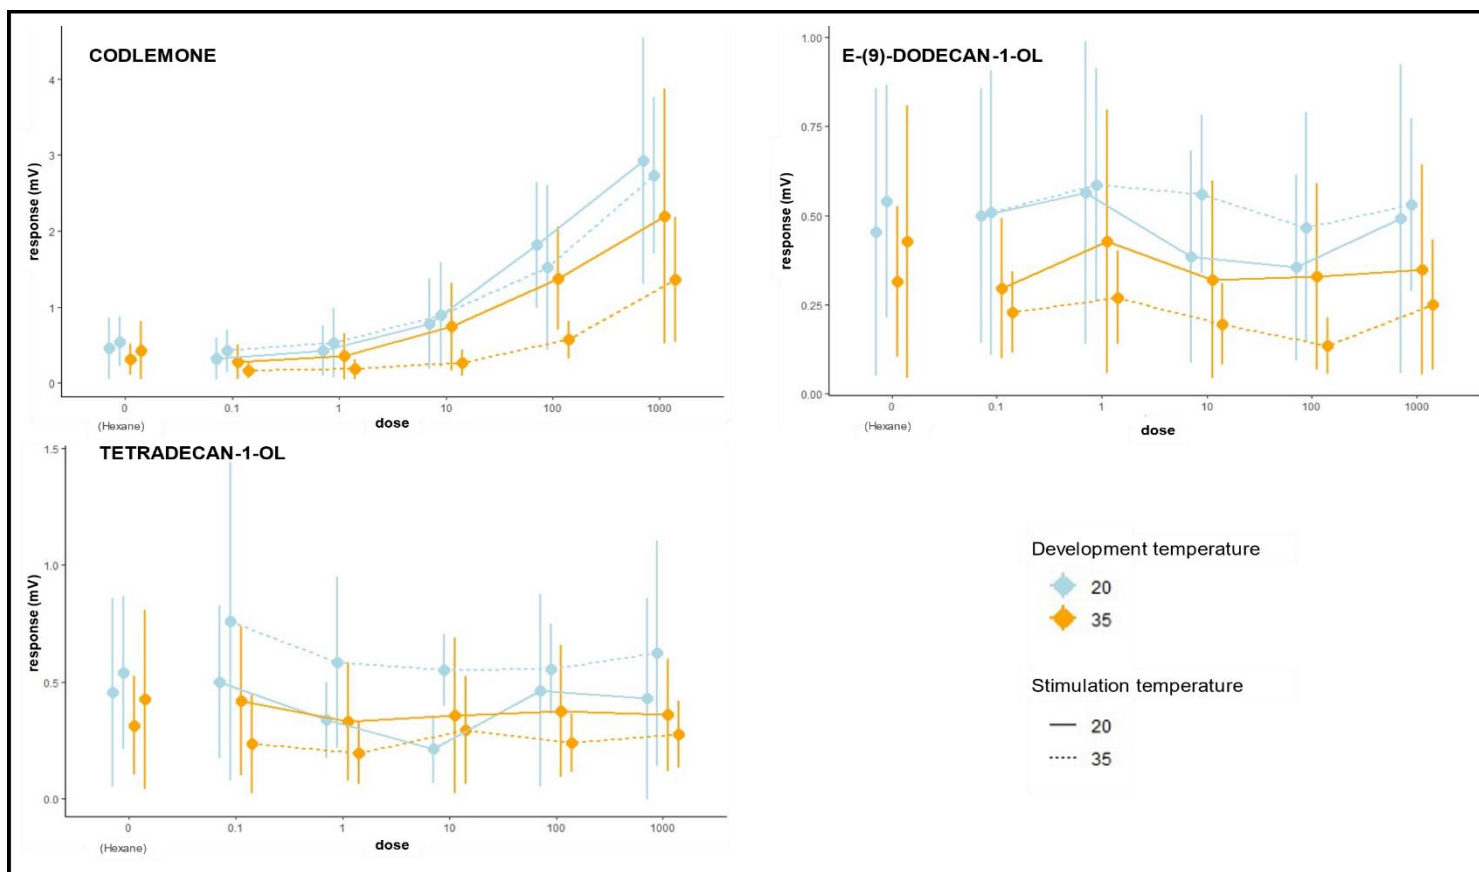 CODLEMONE
response (mV)
4
3
2
1
0
0
0.1
1
10
100
1000
(Hexane)
dose
E-(9)-DODECAN-1-OL
response (mV)
1.00
0.75
0.50
0.25
0.00
0
0.1
1
10
100
1000
(Hexane)
dose
TETRADECAN-1-OL
response (mV)
1.5
1.0
0.5
0.0
0
0.1
1
10
100
1000
(Hexane)
dose
Development temperature
20
35
Stimulation temperature
20
35